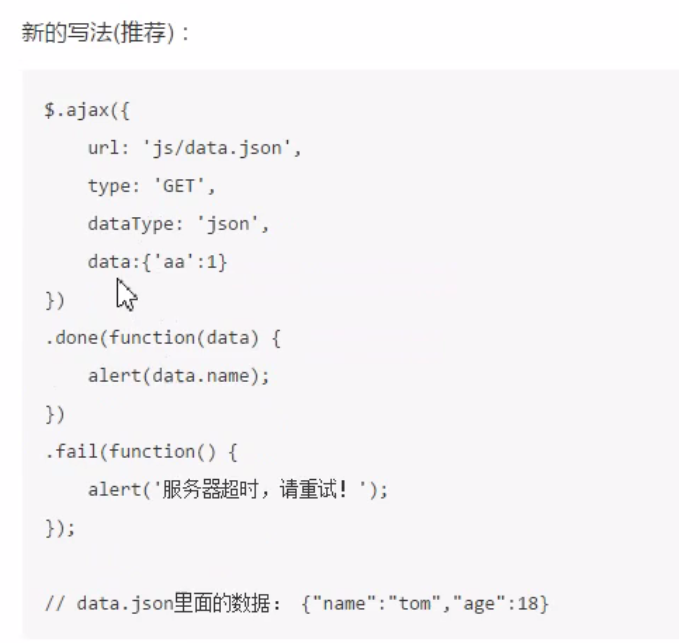 新的写法(推荐)：
$.ajax({
    url: 'js/data.json',
    type: 'GET',
    dataType: 'json',
    data:{'aa':1}
})
.done(function(data) {
    alert(data.name);
})
.fail(function() {
    alert('服务器超时，请重试！');
});
// data.json里面的数据： {"name":"tom","age":18}